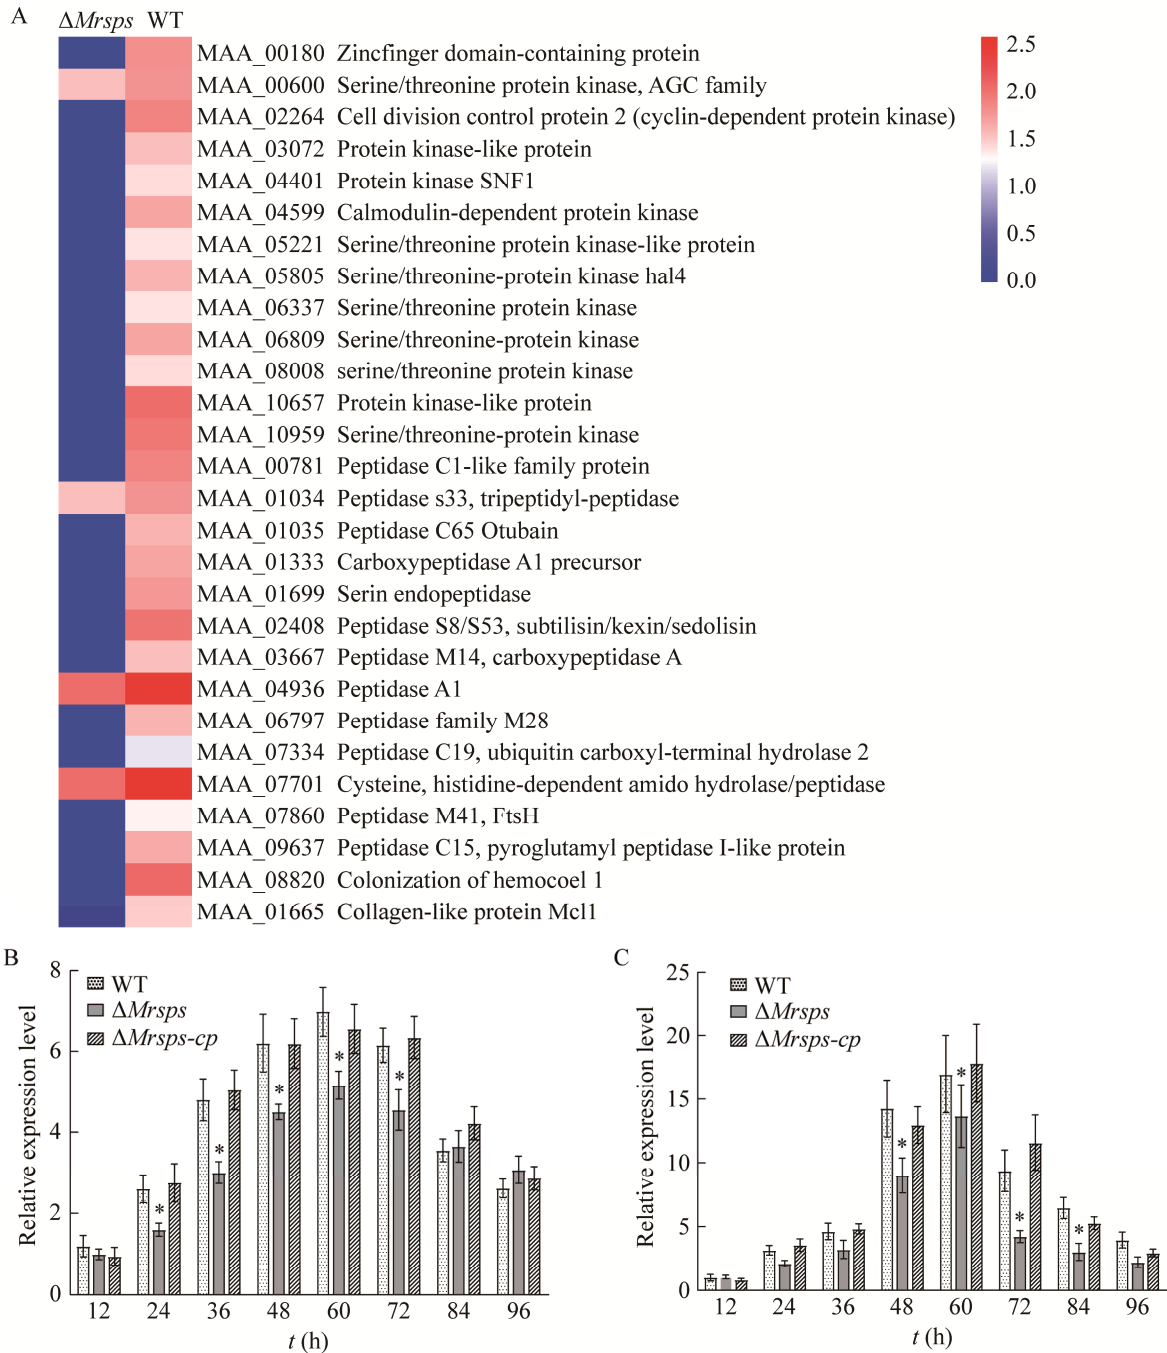 A
ΔMrsps WT
MAA_00180 Zincfinger domain-containing protein
MAA_00600 Serine/threonine protein kinase, AGC family
MAA_02264 Cell division control protein 2 (cyclin-dependent protein kinase)
MAA_03072 Protein kinase-like protein
MAA_04401 Protein kinase SNF1
MAA_04599 Calmodulin-dependent protein kinase
MAA_05221 Serine/threonine protein kinase-like protein
MAA_05805 Serine/threonine-protein kinase hal4
MAA_06337 Serine/threonine protein kinase
MAA_06809 Serine/threonine-protein kinase
MAA_08008 serine/threonine protein kinase
MAA_10657 Protein kinase-like protein
MAA_10959 Serine/threonine-protein kinase
MAA_00781 Peptidase C1-like family protein
MAA_01034 Peptidase s33, tripeptidyl-peptidase
MAA_01035 Peptidase C65 Otubain
MAA_01333 Carboxypeptidase A1 precursor
MAA_01699 Serin endopeptidase
MAA_02408 Peptidase S8/S53, subtilisin/kexin/sedolisin
MAA_03667 Peptidase M14, carboxypeptidase A
MAA_04936 Peptidase A1
MAA_06797 Peptidase family M28
MAA_07334 Peptidase C19, ubiquitin carboxyl-terminal hydrolase 2
MAA_07701 Cysteine, histidine-dependent amido hydrolase/peptidase
MAA_07860 Peptidase M41, FtsH
MAA_09637 Peptidase C15, pyroglutamyl peptidase I-like protein
MAA_08820 Colonization of hemocoel 1
MAA_01665 Collagen-like protein Mcl1
2.5
2.0
1.5
1.0
0.5
0.0
B
Relative expression level
8
6
4
2
0
WT
ΔMrsps
ΔMrsps-cp
* * * * *
12 24 36 48 60 72 84 96
t (h)
C
Relative expression level
25
20
15
10
5
0
WT
ΔMrsps
ΔMrsps-cp
* * * *
12 24 36 48 60 72 84 96
t (h)